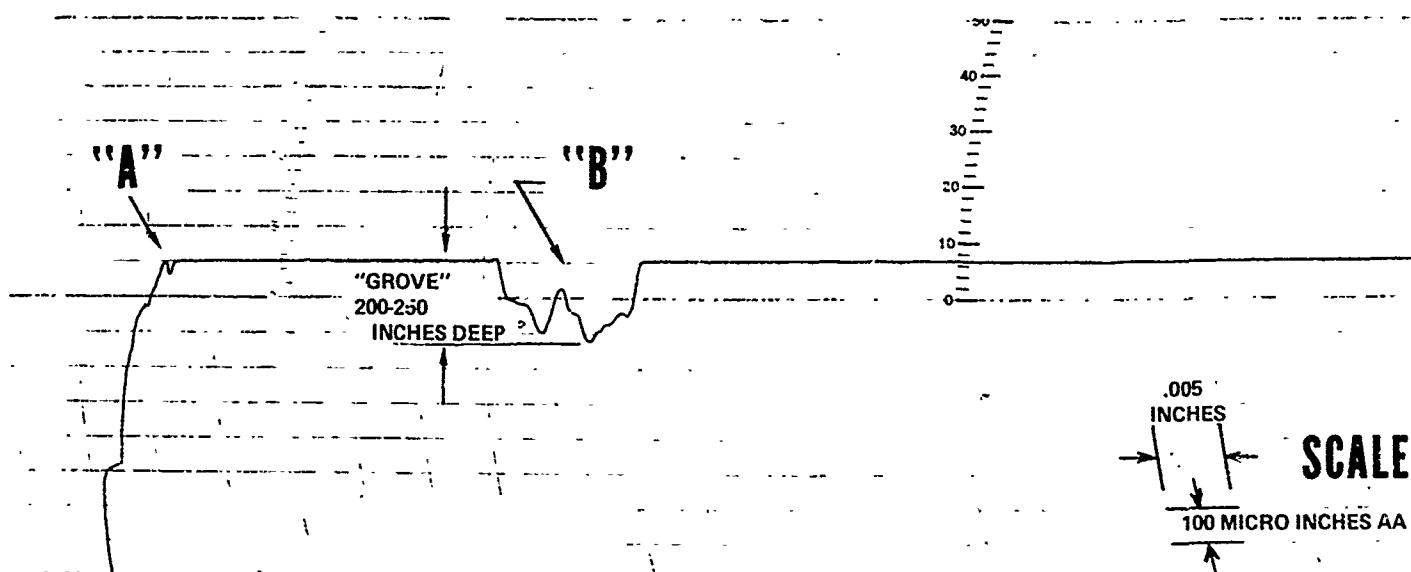 50
40
30
20
10
0
"A"
"B"
"GROVE"
200-250
INCHES DEEP
.005
INCHES
SCALE
100 MICRO INCHES AA